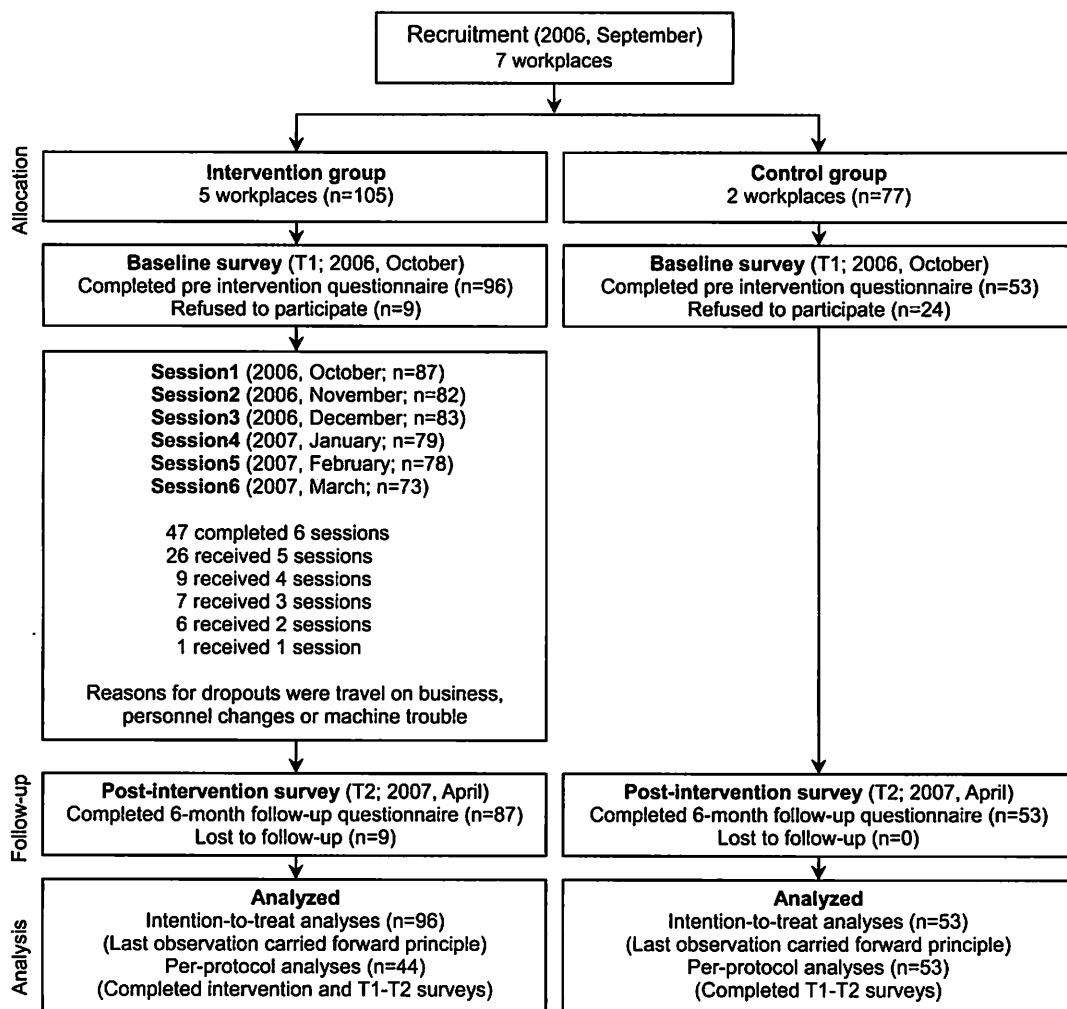 Recruitment (2006, September)
7 workplaces
Allocation
Intervention group
5 workplaces (n=105)
Control group
2 workplaces (n=77)
Baseline survey (T1; 2006, October)
Completed pre intervention questionnaire (n=96)
Refused to participate (n=9)
Baseline survey (T1; 2006, October)
Completed pre intervention questionnaire (n=53)
Refused to participate (n=24)
Session1 (2006, October; n=87)
Session2 (2006, November; n=82)
Session3 (2006, December; n=83)
Session4 (2007, January; n=79)
Session5 (2007, February; n=78)
Session6 (2007, March; n=73)
47 completed 6 sessions
26 received 5 sessions
9 received 4 sessions
7 received 3 sessions
6 received 2 sessions
1 received 1 session
Reasons for dropouts were travel on business,
personnel changes or machine trouble
Follow-up
Post-intervention survey (T2; 2007, April)
Completed 6-month follow-up questionnaire (n=87)
Lost to follow-up (n=9)
Post-intervention survey (T2; 2007, April)
Completed 6-month follow-up questionnaire (n=53)
Lost to follow-up (n=0)
Analysis
Analyzed
Intention-to-treat analyses (n=96)
(Last observation carried forward principle)
Per-protocol analyses (n=44)
(Completed intervention and T1-T2 surveys)
Analyzed
Intention-to-treat analyses (n=53)
(Last observation carried forward principle)
Per-protocol analyses (n=53)
(Completed T1-T2 surveys)